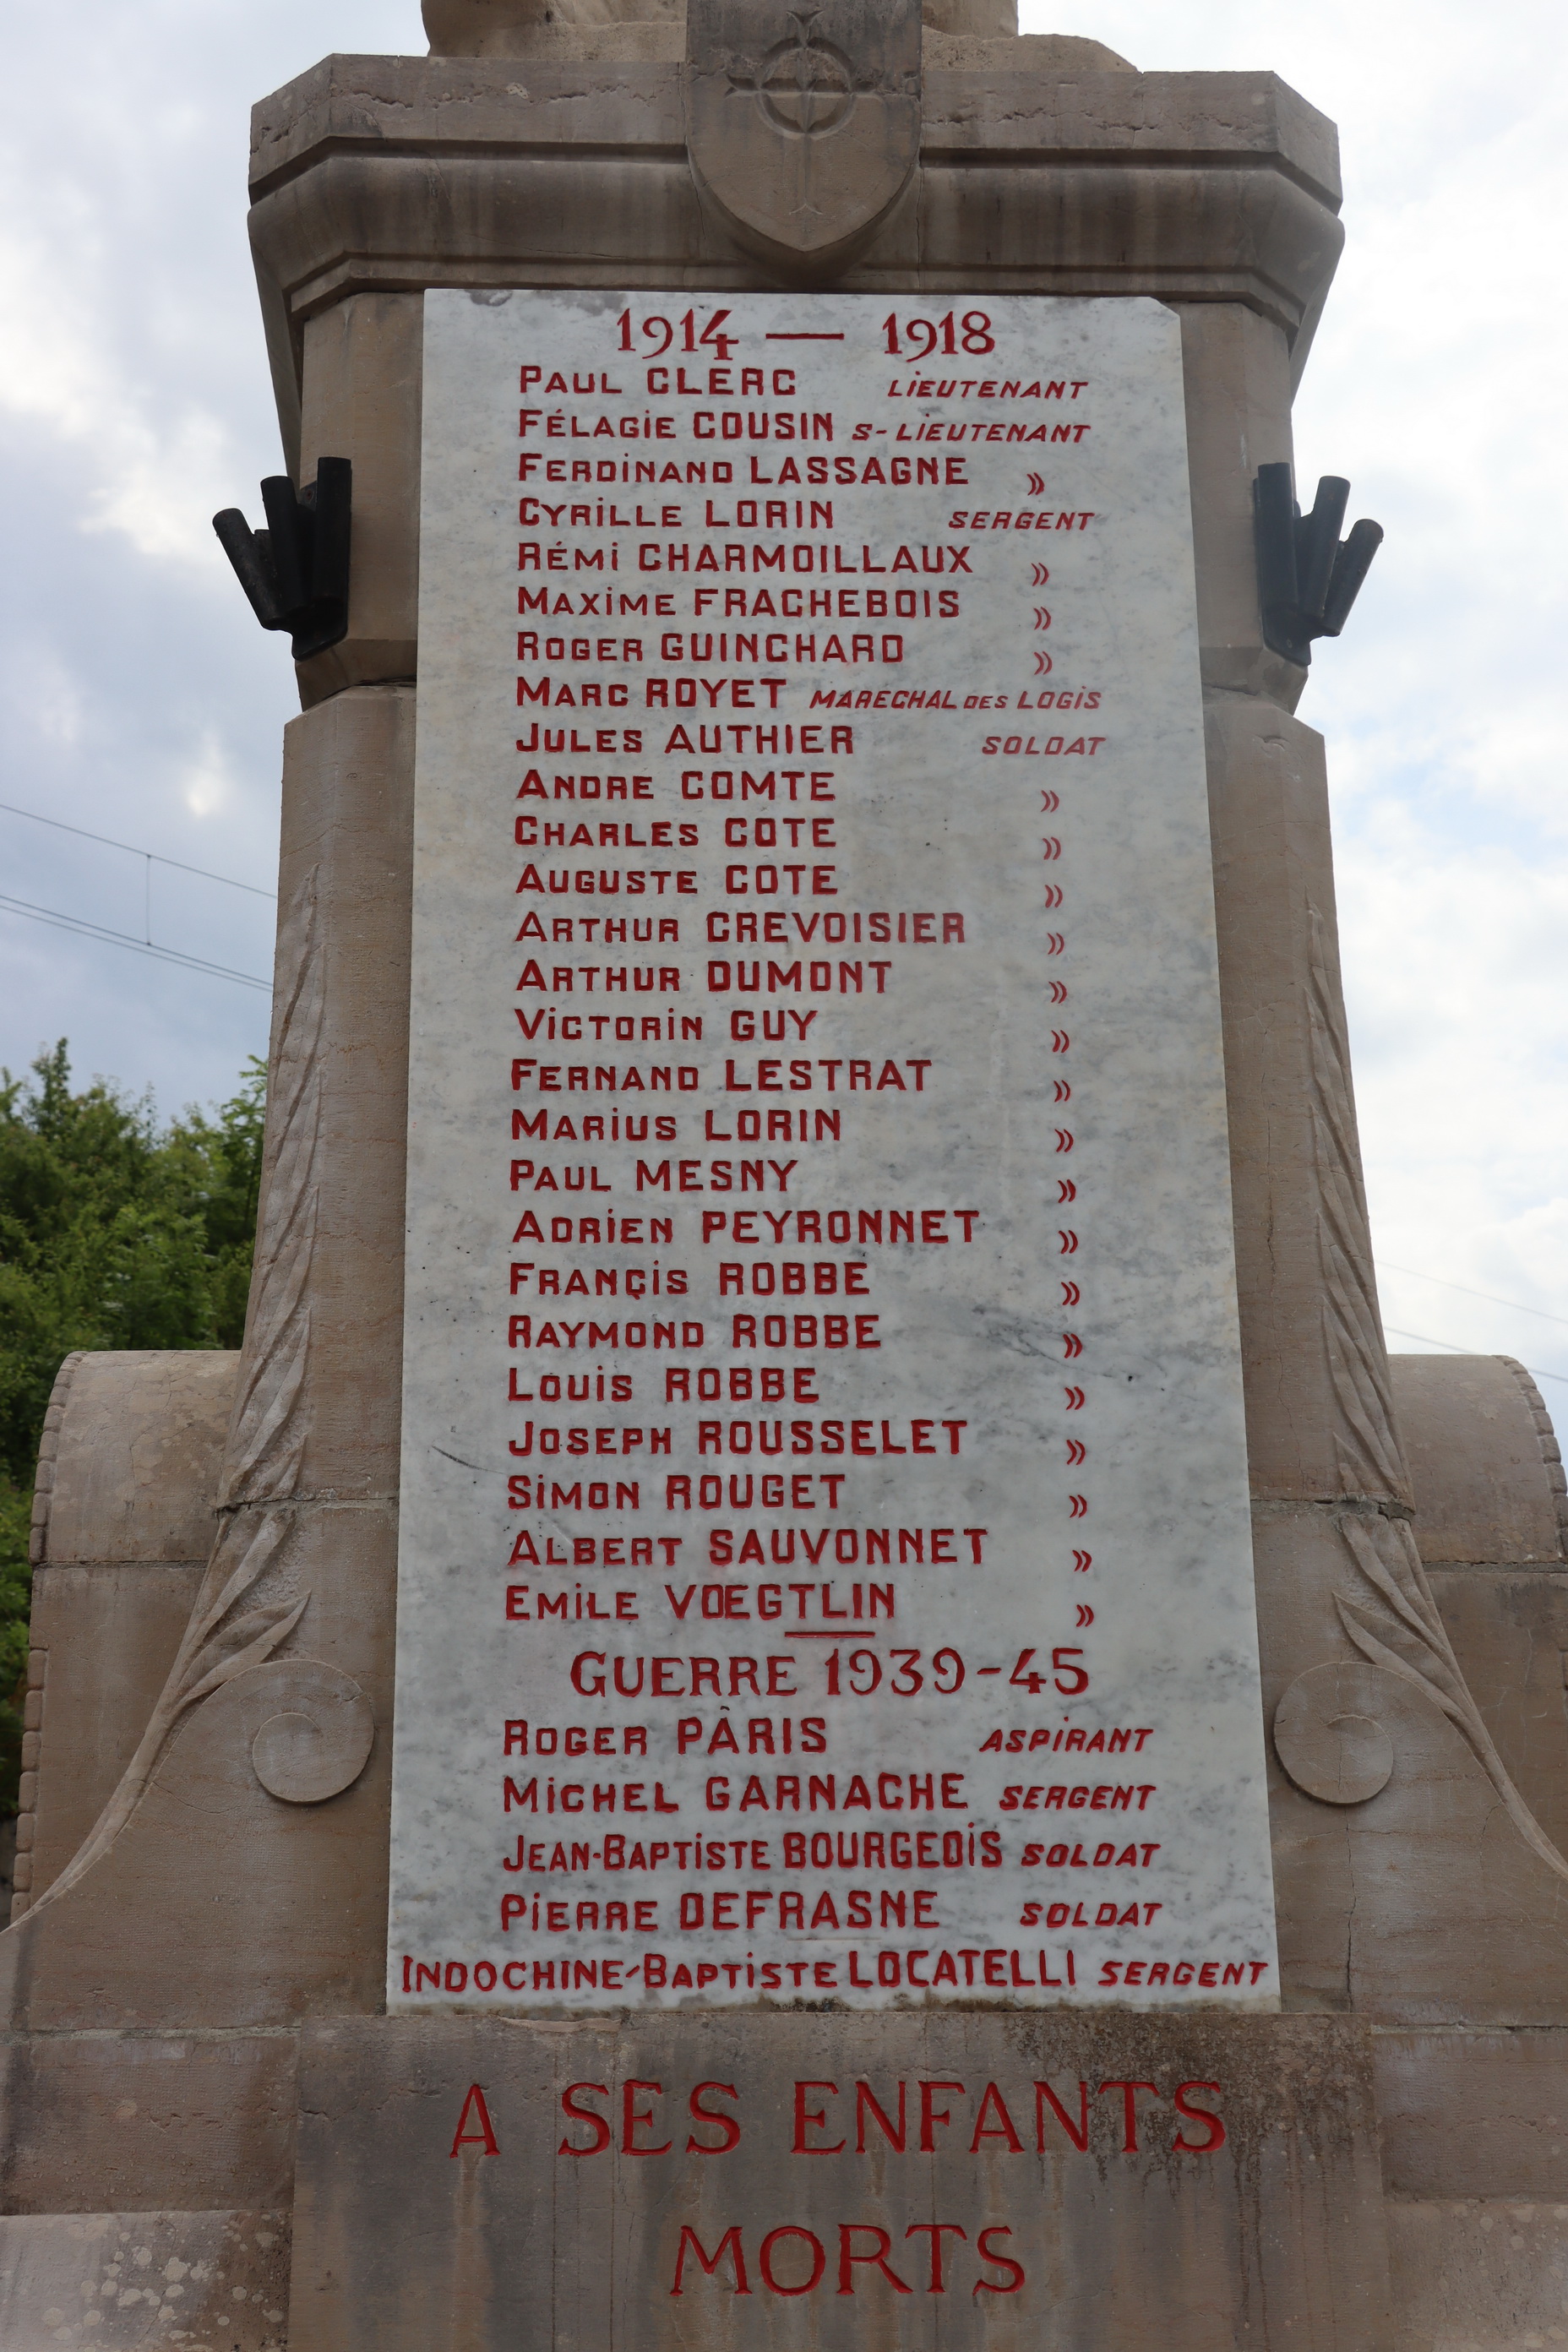 1914 — 1918
PAUL CLERC LIEUTENANT
FÉLAGIE COUSIN S-LIEUTENANT
FERDINAND LASSAGNE »
CYRILLE LORIN SERGENT
RÉMI CHARMOILLAUX »
MAXIME FRACHEBOIS »
ROGER GUINCHARD »
MARC ROYET MARECHAL DES LOGIS
JULES AUTHIER SOLDAT
ANDRE COMTE »
CHARLES COTE »
AUGUSTE COTE »
ARTHUR CREVOISIER »
ARTHUR DUMONT »
VICTORIN GUY »
FERNAND LESTRAT »
MARIUS LORIN »
PAUL MESNY »
ADRIEN PEYRONNET »
FRANÇIS ROBBE »
RAYMOND ROBBE »
LOUIS ROBBE »
JOSEPH ROUSSELET »
SIMON ROUGET »
ALBERT SAUVONNET »
EMILE VOEGTLIN »
GUERRE 1939-45
ROGER PÂRIS ASPIRANT
MICHEL GARNACHE SERGENT
JEAN-BAPTISTE BOURGEOIS SOLDAT
PIERRE DEFRASNE SOLDAT
INDOCHINE-BAPTISTE LOCATELLI SERGENT
A SES ENFANTS
MORTS